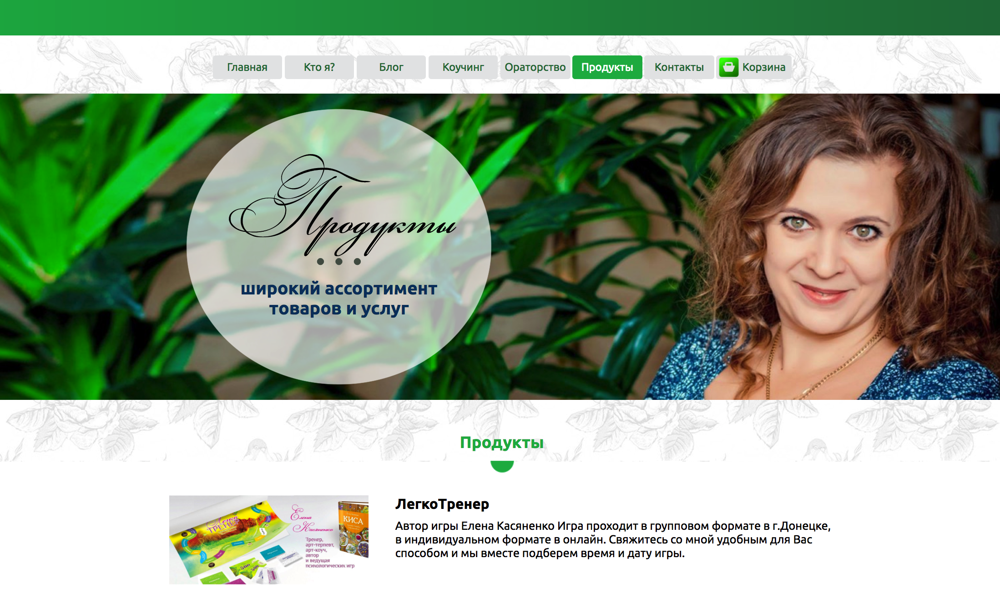 Главная Кто я? Блог Коучинг Ораторство Продукты Контакты Корзина
Продукты
широкий ассортимент
товаров и услуг
Продукты
Легко
ТРЕНЕР
500
500
Елена
Касяненко
Тренер,
арт-терпевт,
арт-коуч,
автор
и ведущая
психологических игр
КИСА
ЛегкоТренер
Автор игры Елена Касяненко Игра проходит в групповом формате в г.Донецке,
в индивидуальном формате в онлайн. Свяжитесь со мной удобным для Вас
способом и мы вместе подберем время и дату игры.